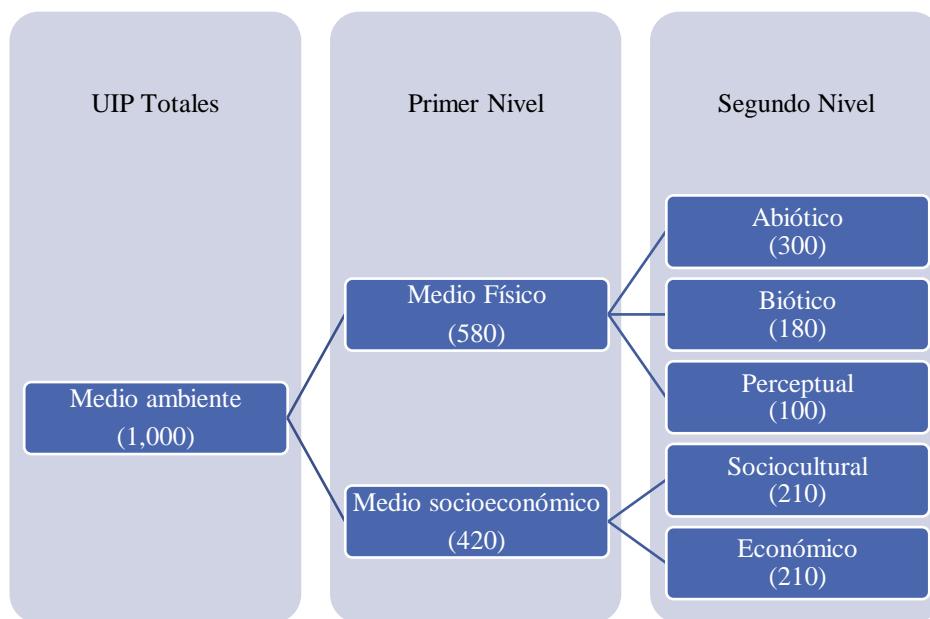 UIP Totales
Primer Nivel
Segundo Nivel
Medio ambiente
(1,000)
Medio Físico
(580)
Medio socioeconómico
(420)
Abiótico
(300)
Biótico
(180)
Perceptual
(100)
Sociocultural
(210)
Económico
(210)